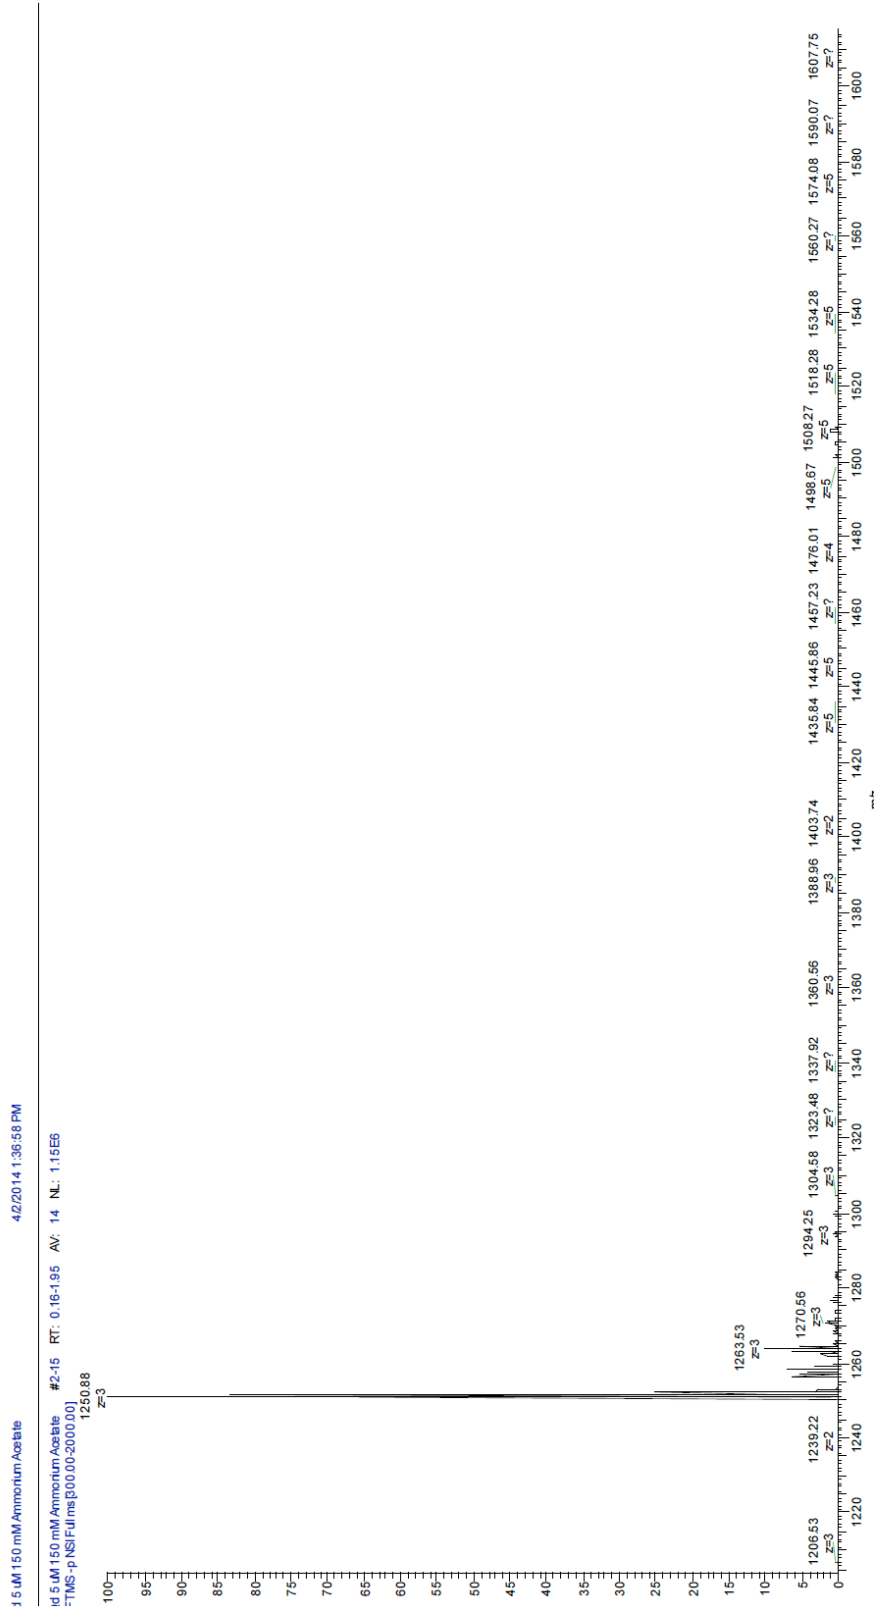 d 5 uM 150 mM Ammonium Acetate 4/2/2014 1:36:58 PM
ed 5 uM 150 mM Ammonium Acetate #2-15 RT: 0.16-1.95 AV: 14 NL: 1.15E6
FTMS - p NSI Full ms [300.00-2000.00]
1250.88
z=3
1263.53
z=3
1270.56
z=3
1206.53
z=3
1239.22
z=2
1294.25
z=3
1304.58
z=3
1323.48
z=?
1337.92
z=?
1360.56
z=3
1388.96
z=3
1403.74
z=2
1435.84
z=5
1445.86
z=5
1457.23
z=?
1476.01
z=4
1498.67
z=5
1508.27
z=5
1518.28
z=5
1534.28
z=5
1560.27
z=?
1574.08
z=5
1590.07
z=?
1607.75
z=?
100
95
90
85
80
75
70
65
60
55
50
45
40
35
30
25
20
15
10
5
0
1220 1240 1260 1280 1300 1320 1340 1360 1380 1400 1420 1440 1460 1480 1500 1520 1540 1560 1580 1600